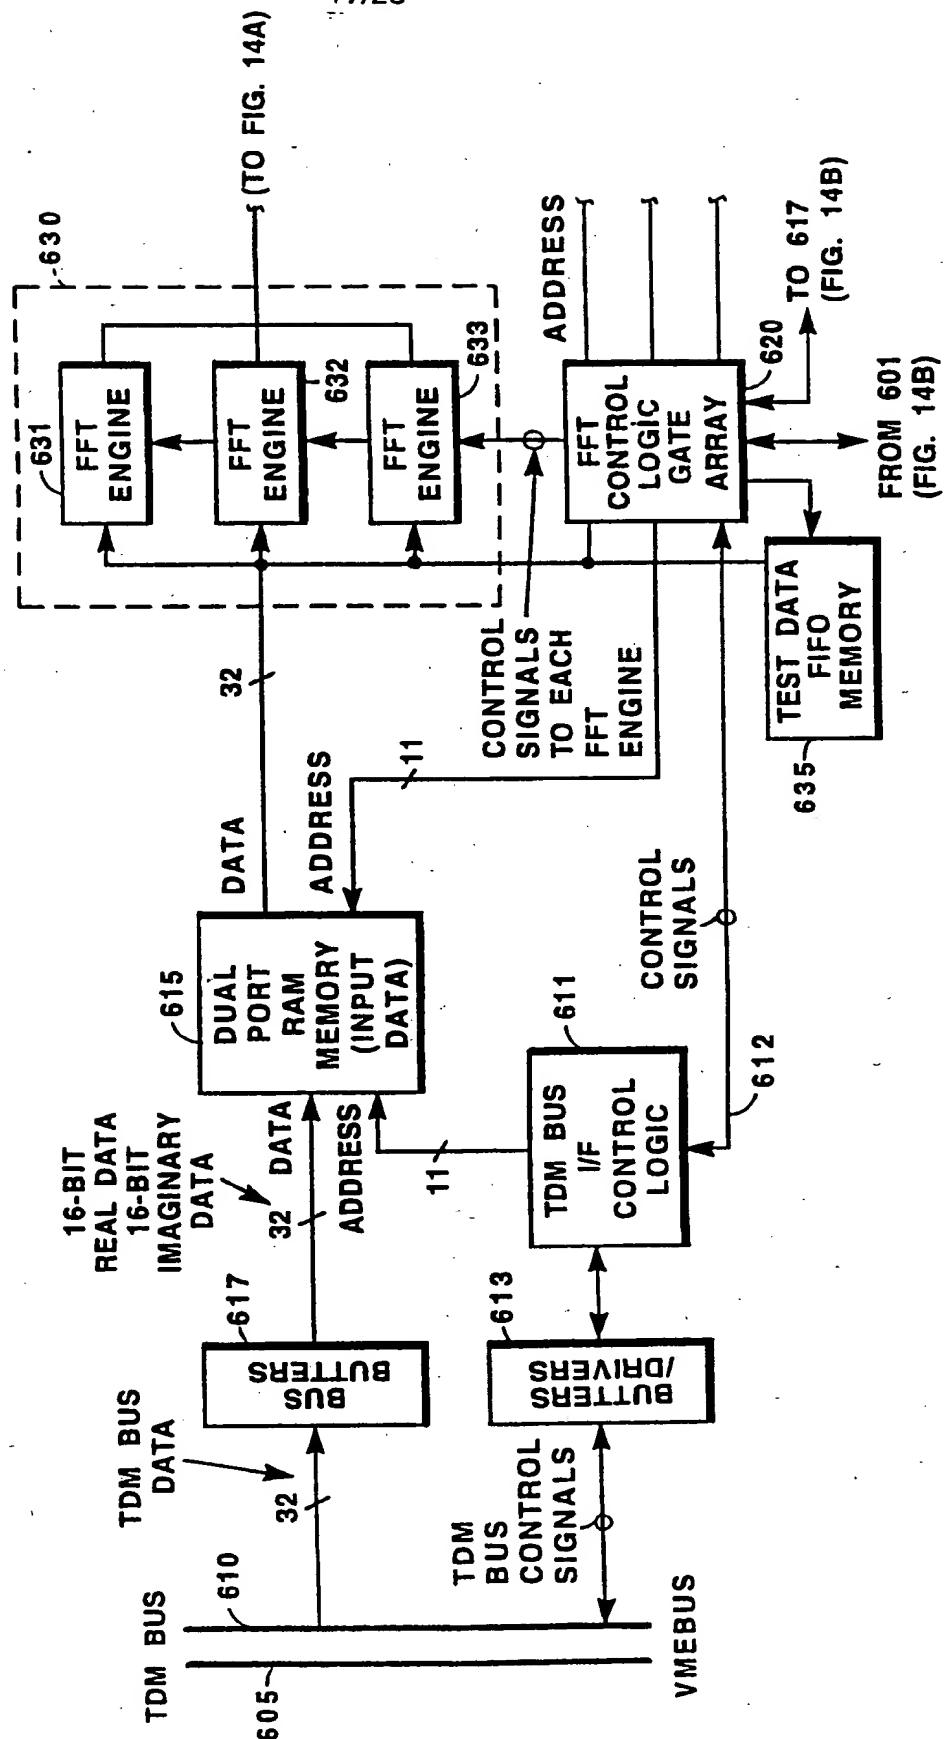 TDM BUS
610
605
VMEBUS
TDM BUS
DATA
32
TDM
BUS
CONTROL
SIGNALS
BUS
BUTTERS
617
BUTTERS
/DRIVERS
613
16-BIT
REAL DATA
16-BIT
IMAGINARY
DATA
32
DATA
ADDRESS
11
TDM BUS
I/F
CONTROL
LOGIC
611
612
DUAL
PORT
RAM
MEMORY
(INPUT
DATA)
615
DATA
32
ADDRESS
11
CONTROL
SIGNALS
CONTROL
SIGNALS
TO EACH
FFT
ENGINE
TEST DATA
FIFO
MEMORY
635
FFT
ENGINE
631
FFT
ENGINE
632
FFT
ENGINE
633
630
(TO FIG. 14A)
FFT
CONTROL
LOGIC
GATE
ARRAY
620
ADDRESS
TO 617
(FIG. 14B)
FROM 601
(FIG. 14B)